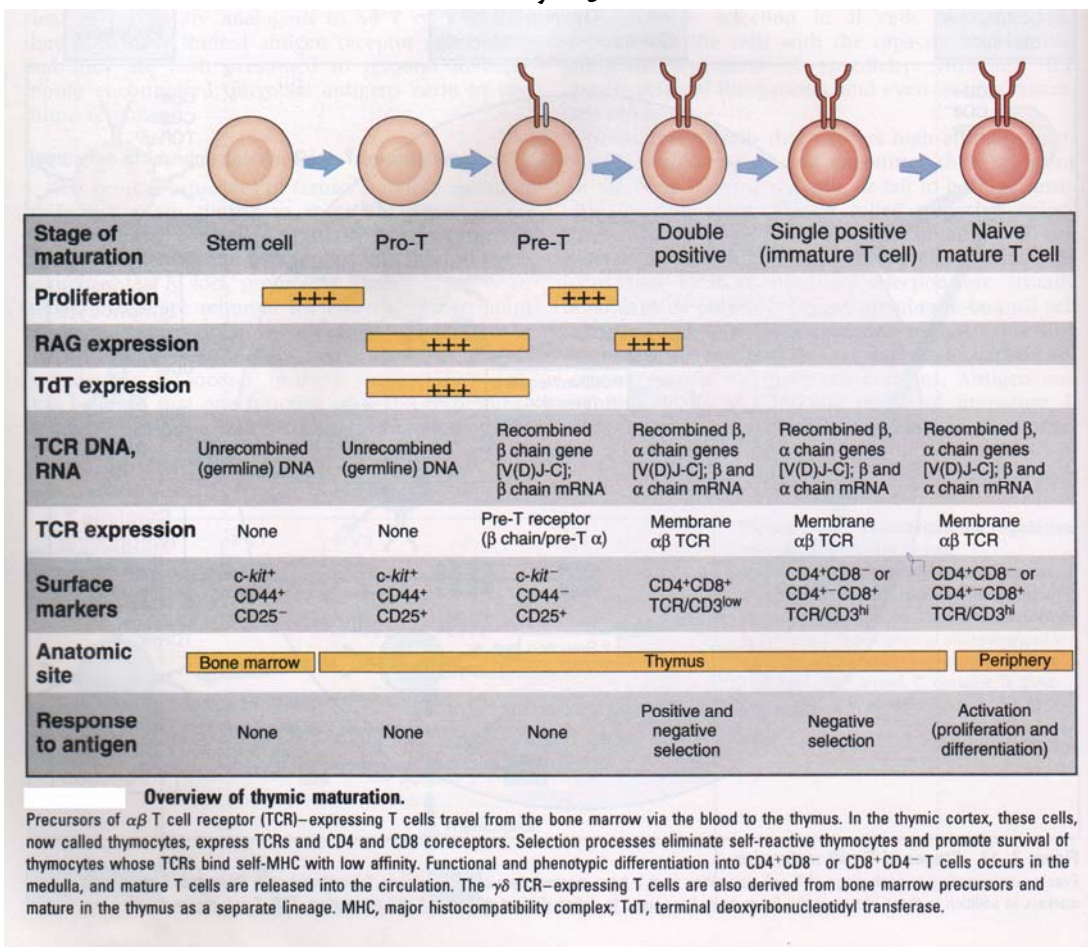 Stage of maturation
Stem cell
Pro-T
Pre-T
Double
positive
Single positive
(immature T cell)
Naive
mature T cell
Proliferation
+++
+++
RAG expression
+++
+++
TdT expression
+++
TCR DNA,
RNA
Unrecombined
(germline) DNA
Unrecombined
(germline) DNA
Recombined
β chain gene
[V(D)J-C];
β chain mRNA
Recombined β,
α chain genes
[V(D)J-C]; β and
α chain mRNA
Recombined β,
α chain genes
[V(D)J-C]; β and
α chain mRNA
Recombined β,
α chain genes
[V(D)J-C]; β and
α chain mRNA
TCR expression
None
None
Pre-T receptor
(β chain/pre-T α)
Membrane
αβ TCR
Membrane
αβ TCR
Membrane
αβ TCR
Surface
markers
c-kit⁺
CD44⁺
CD25⁻
c-kit⁺
CD44⁺
CD25⁺
c-kit⁻
CD44⁻
CD25⁺
CD4⁺CD8⁺
TCR/CD3low
CD4⁺CD8⁻ or
CD4⁺⁻CD8⁺
TCR/CD3hi
CD4⁺CD8⁻ or
CD4⁺⁻CD8⁺
TCR/CD3hi
Anatomic
site
Bone marrow
Thymus
Periphery
Response
to antigen
None
None
None
Positive and
negative
selection
Negative
selection
Activation
(proliferation and
differentiation)
Overview of thymic maturation.
Precursors of αβ T cell receptor (TCR)–expressing T cells travel from the bone marrow via the blood to the thymus. In the thymic cortex, these cells,
now called thymocytes, express TCRs and CD4 and CD8 coreceptors. Selection processes eliminate self-reactive thymocytes and promote survival of
thymocytes whose TCRs bind self-MHC with low affinity. Functional and phenotypic differentiation into CD4⁺CD8⁻ or CD8⁺CD4⁻ T cells occurs in the
medulla, and mature T cells are released into the circulation. The γδ TCR–expressing T cells are also derived from bone marrow precursors and
mature in the thymus as a separate lineage. MHC, major histocompatibility complex; TdT, terminal deoxyribonucleotidyl transferase.